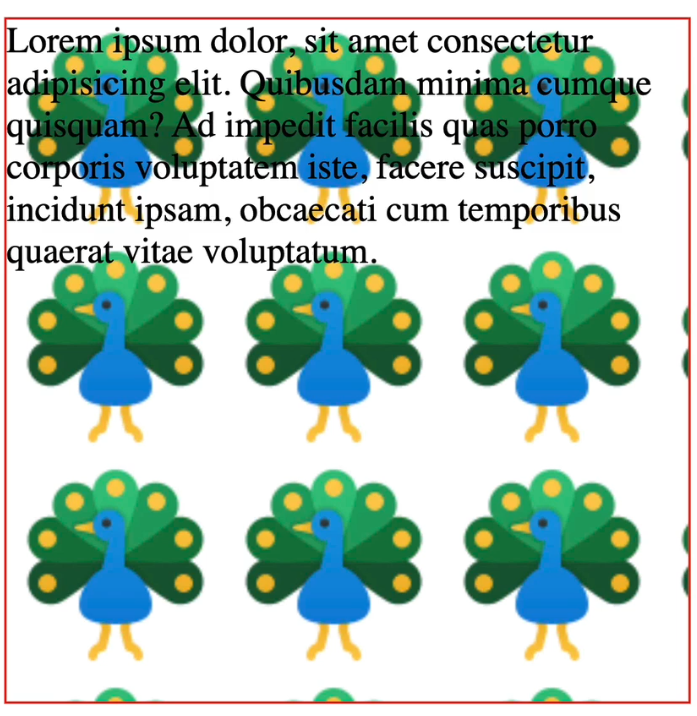 Lorem ipsum dolor, sit amet consectetur
adipisicing elit. Quibusdam minima cumque
quisquam? Ad impedit facilis quas porro
corporis voluptatem iste, facere suscipit,
incidunt ipsam, obcaecati cum temporibus
quaerat vitae voluptatum.